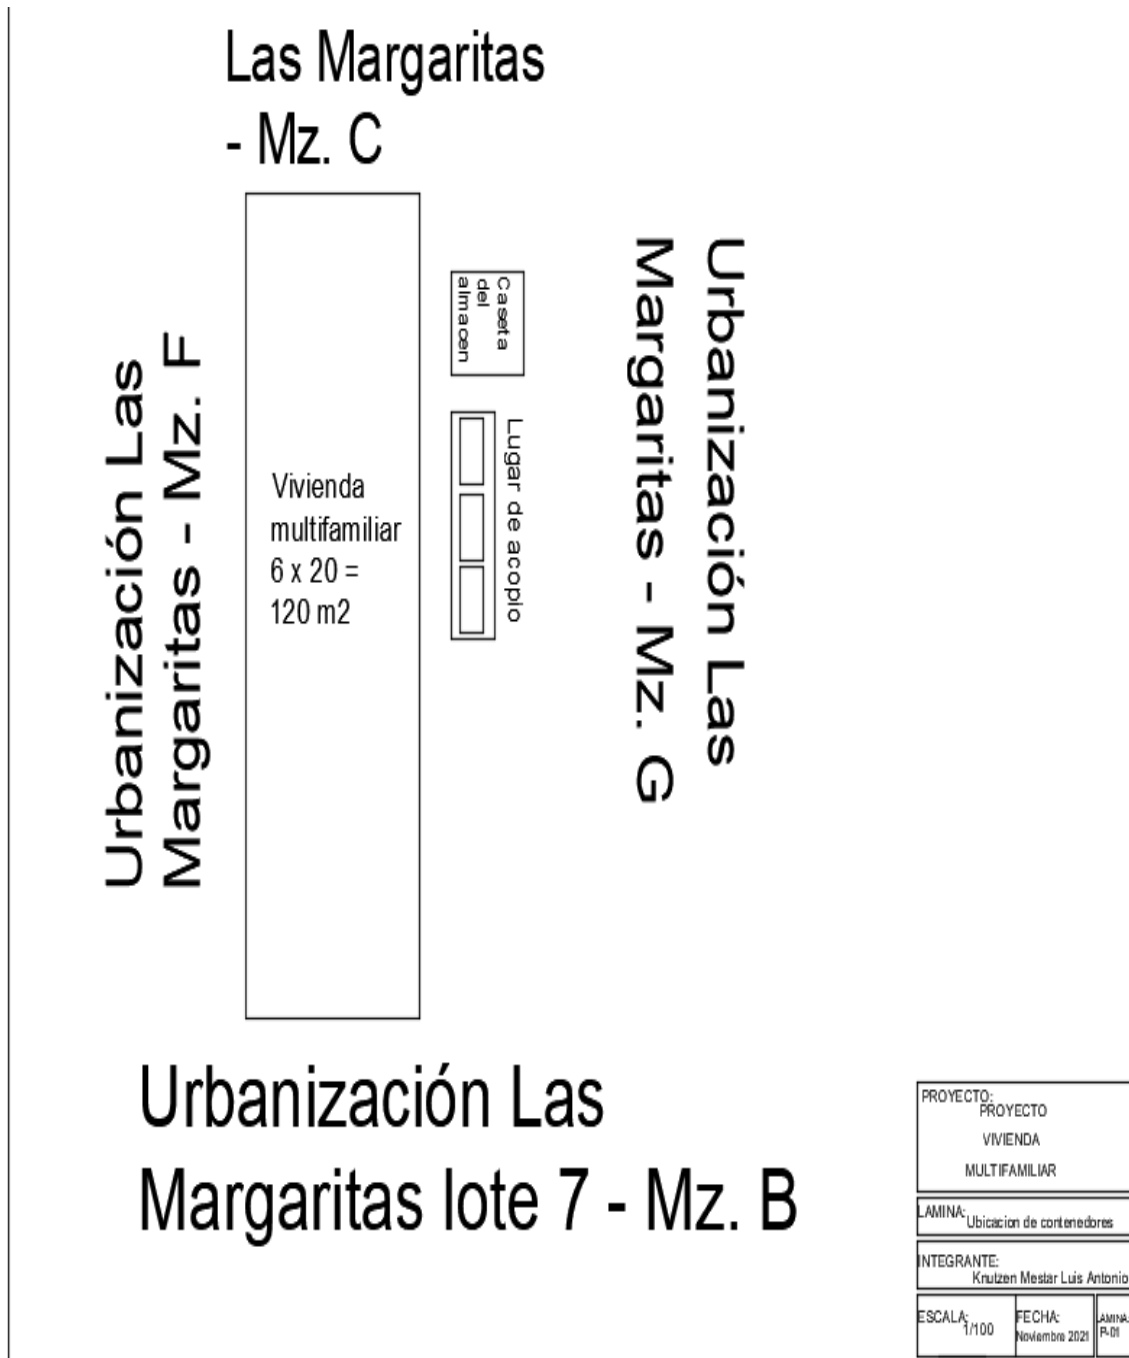 Las Margaritas
- Mz. C
Urbanización Las
Margaritas - Mz. F
Vivienda
multifamiliar
6 x 20 =
120 m2
Caseta
del
almacen
Lugar de acopio
Urbanización Las
Margaritas - Mz. G
Urbanización Las
Margaritas lote 7 - Mz. B
PROYECTO:
PROYECTO
VIVIENDA
MULTIFAMILIAR
LAMINA:
Ubicacion de contenedores
INTEGRANTE:
Knutzen Mestar Luis Antonio
ESCALA:
1/100
FECHA:
Noviembre 2021
LAMINA:
P-01